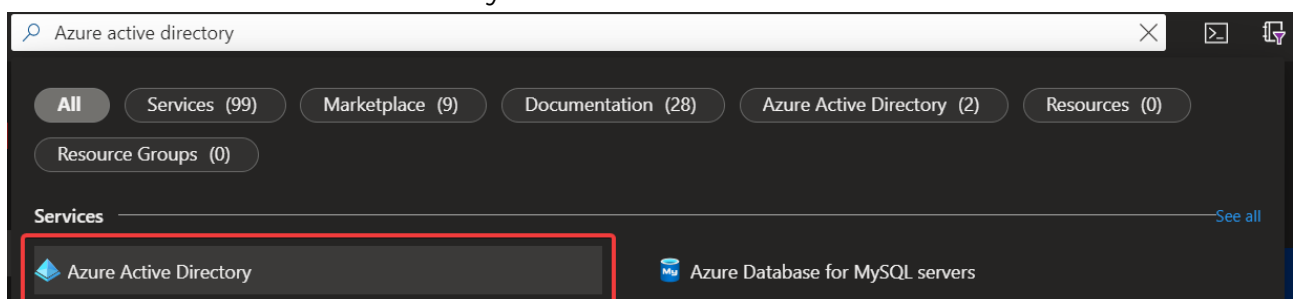 Azure active directory
All Services (99) Marketplace (9) Documentation (28) Azure Active Directory (2) Resources (0)
Resource Groups (0)
Services See all
Azure Active Directory My Azure Database for MySQL servers